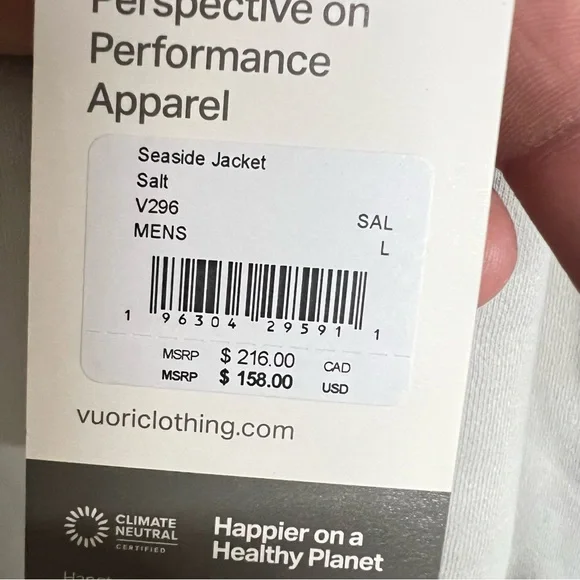 Perspective on
Performance
Apparel
Seaside Jacket
Salt
V296
MENS
SAL
L
1 96304 29591 1
MSRP $ 216.00 CAD
MSRP $ 158.00 USD
vuoriclothing.com
CLIMATE
NEUTRAL
CERTIFIED
Happier on a
Healthy Planet